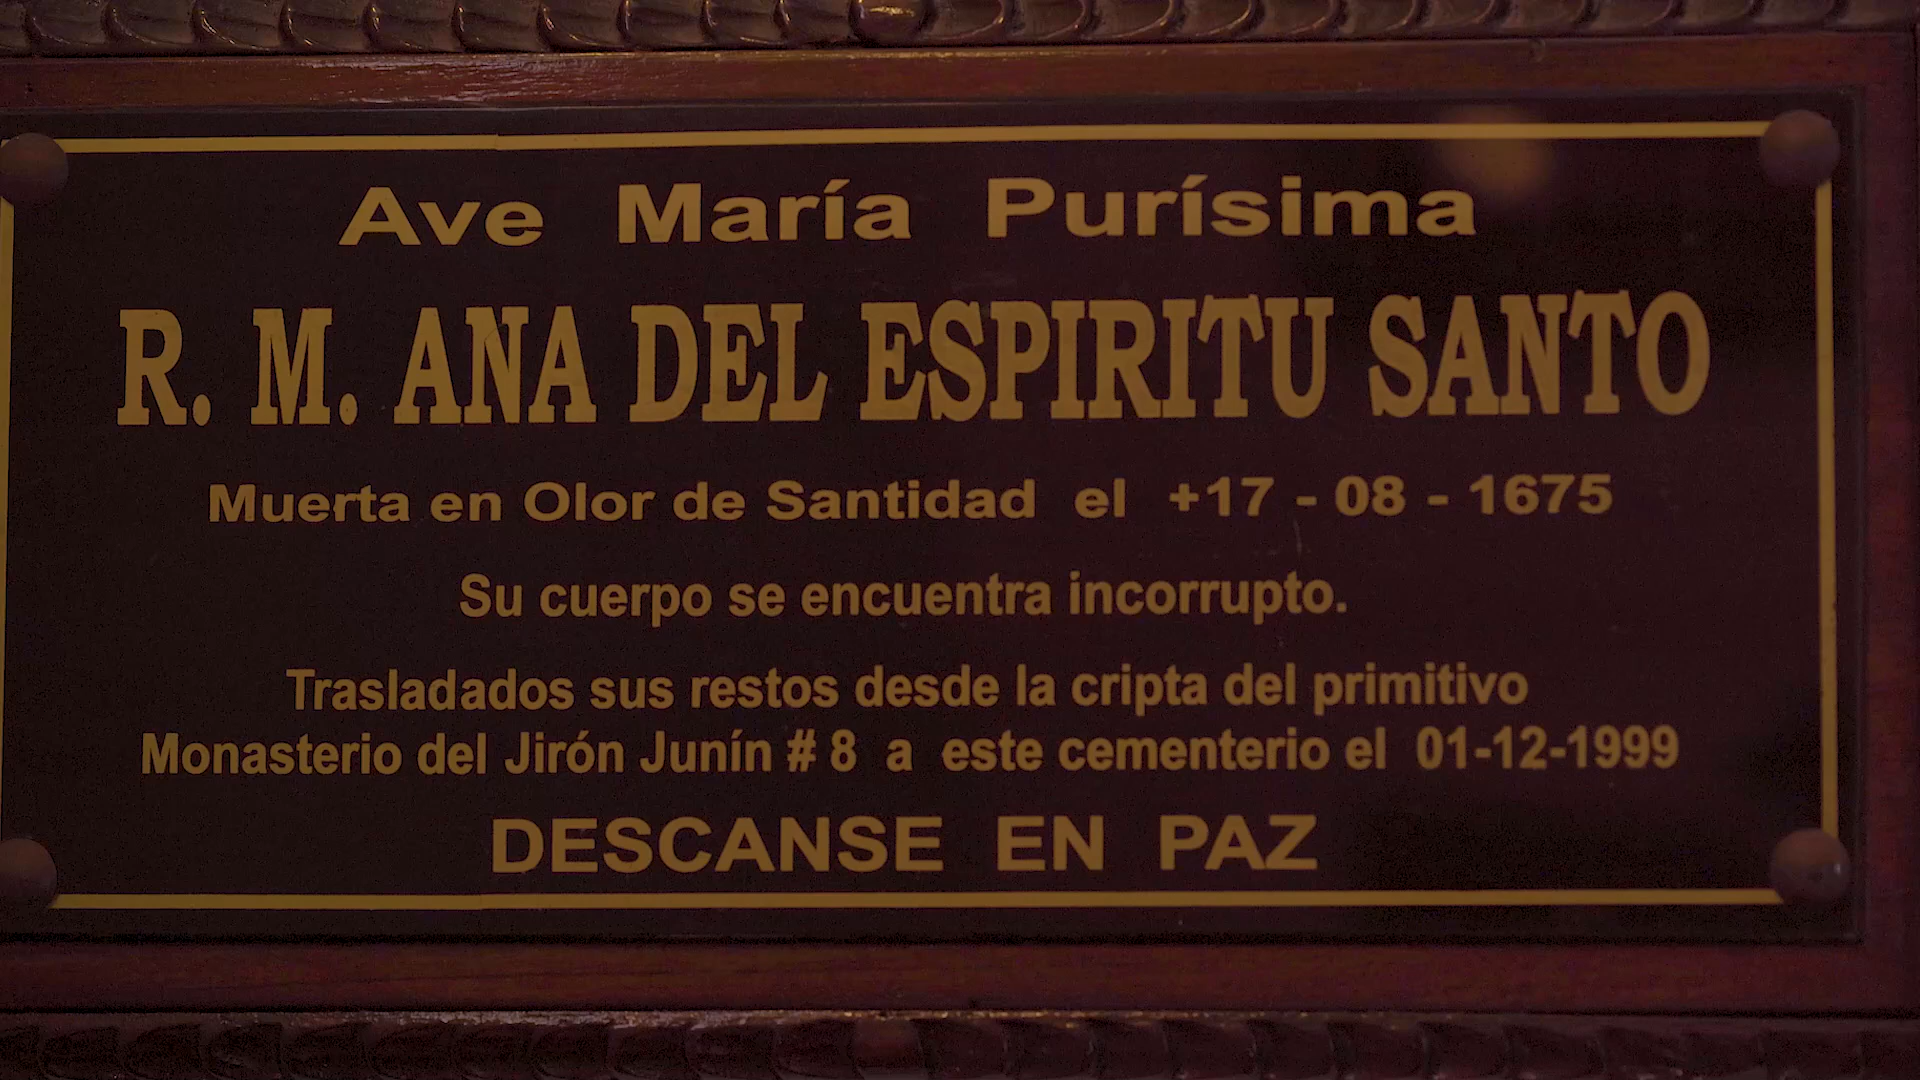 Ave María Purísima
R. M. ANA DEL ESPIRITU SANTO
Muerta en Olor de Santidad el +17 - 08 - 1675
Su cuerpo se encuentra incorrupto.
Trasladados sus restos desde la cripta del primitivo
Monasterio del Jirón Junín # 8 a este cementerio el 01-12-1999
DESCANSE EN PAZ